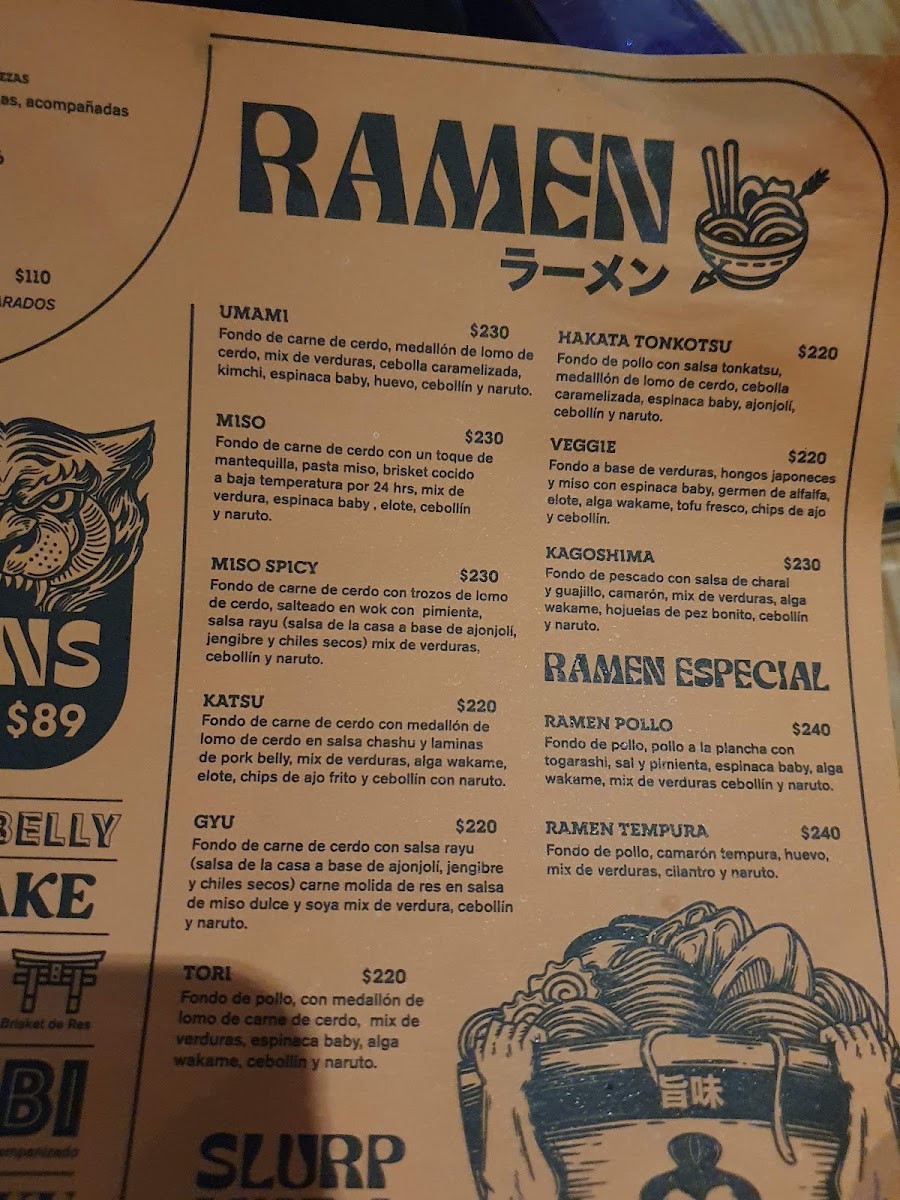 as, acompañadas
$110
NS
$89
BELLY
AKE
Brisket de Res
BI
RAMEN
ラーメン
UMAMI
$230
Fondo de carne de cerdo, medallón de lomo de
cerdo, mix de verduras, cebolla caramelizada,
kimchi, espinaca baby, huevo, cebollín y naruto.
MISO
$230
Fondo de carne de cerdo con un toque de
mantequilla, pasta miso, brisket cocido
a baja temperatura por 24 hrs, mix de
verdura, espinaca baby , elote, cebollín
y naruto.
MISO SPICY
$230
Fondo de carne de cerdo con trozos de lomo
de cerdo, salteado en wok con pimienta,
salsa rayu (salsa de la casa a base de ajonjolí,
jengibre y chiles secos) mix de verduras,
cebollín y naruto.
KATSU
$220
Fondo de carne de cerdo con medallón de
lomo de cerdo en salsa chashu y laminas
de pork belly, mix de verduras, alga wakame,
elote, chips de ajo frito y cebollín con naruto.
GYU
$220
Fondo de carne de cerdo con salsa rayu
(salsa de la casa a base de ajonjolí, jengibre
y chiles secos) carne molida de res en salsa
de miso dulce y soya mix de verdura, cebollín
y naruto.
TORI
$220
Fondo de pollo, con medallón de
lomo de carne de cerdo, mix de
verduras, espinaca baby, alga
wakame, cebollín y naruto.
SLURP
HAKATA TONKOTSU
$220
Fondo de pollo con salsa tonkatsu,
medalllón de lomo de cerdo, cebolla
caramelizada, espinaca baby, ajonjolí,
cebollín y naruto.
VEGGIE
$220
Fondo a base de verduras, hongos japoneces
y miso con espinaca baby, germen de alfalfa,
elote, alga wakame, tofu fresco, chips de ajo
y cebollín.
KAGOSHIMA
$230
Fondo de pescado con salsa de charal
y guajillo, camarón, mix de verduras, alga
wakame, hojuelas de pez bonito, cebollín
y naruto.
RAMEN ESPECIAL
RAMEN POLLO
$240
Fondo de pollo, pollo a la plancha con
togarashi, sal y pimienta, espinaca baby, alga
wakame, mix de verduras cebollín y naruto.
RAMEN TEMPURA
$240
Fondo de pollo, camarón tempura, huevo,
mix de verduras, cilantro y naruto.
旨味